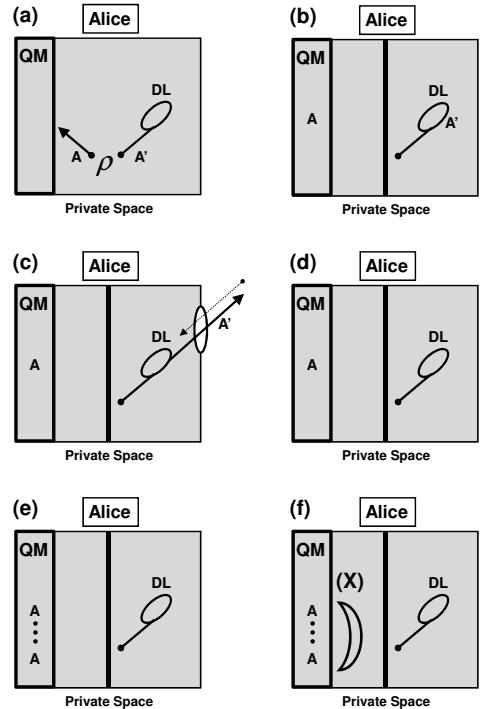 (a) Alice
QM
DL
A ρ A'
Private Space
(b) Alice
QM
DL
A A'
Private Space
(c) Alice
QM
DL A'
A
Private Space
(d) Alice
QM
DL
A
Private Space
(e) Alice
QM
DL
A
A
Private Space
(f) Alice
QM
(X) DL
A
A
Private Space